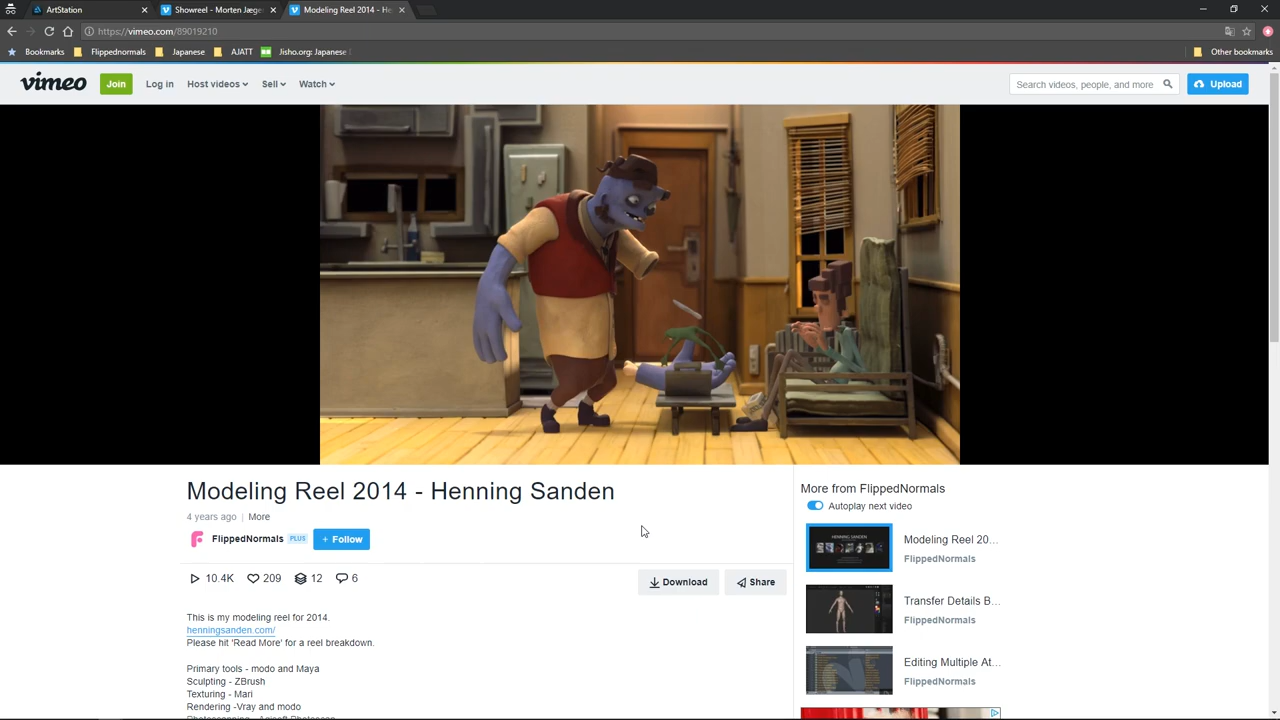 ArtStation
Showreel - Morten Jæger
Modeling Reel 2014 - He
https://vimeo.com/89019210
Bookmarks Flippednormals Japanese AJATT Jisho.org: Japanese Other bookmarks
vimeo Join Log in Host videos Sell Watch Search videos, people, and more Upload
Modeling Reel 2014 - Henning Sanden
4 years ago | More
FlippedNormals PLUS + Follow
10.4K 209 12 6
Download Share
This is my modeling reel for 2014.
henningsanden.com/
Please hit 'Read More' for a reel breakdown.
Primary tools - modo and Maya
Sculpting - ZBrush
Texturing - Mari
Rendering -Vray and modo
More from FlippedNormals
Autoplay next video
HENNING SANDEN
Modeling Reel 20...
FlippedNormals
Transfer Details B...
FlippedNormals
Editing Multiple At...
FlippedNormals